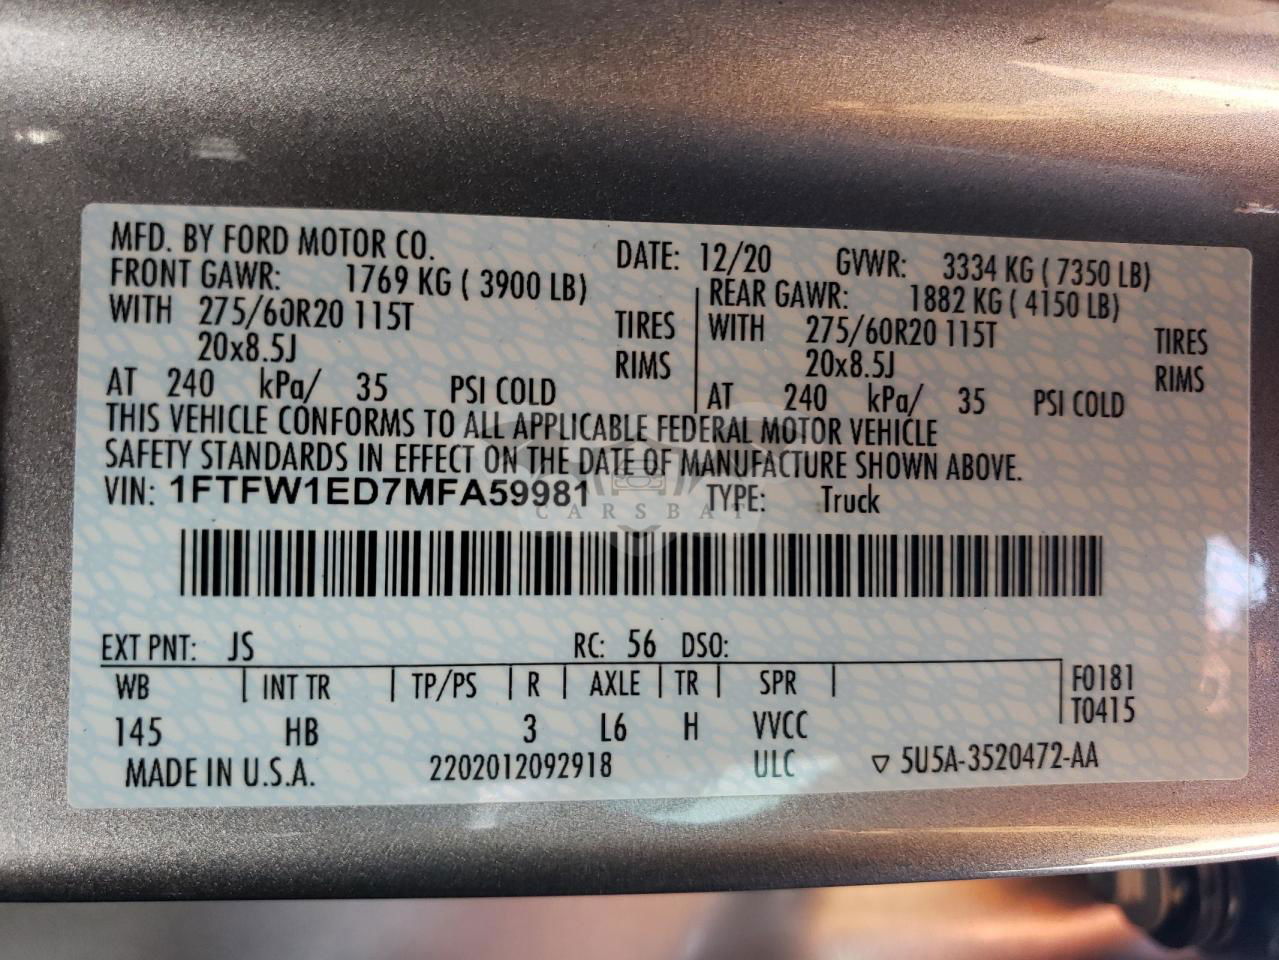 MFD. BY FORD MOTOR CO. DATE: 12/20 GVWR: 3334 KG ( 7350 LB)
FRONT GAWR: 1769 KG ( 3900 LB) REAR GAWR: 1882 KG ( 4150 LB)
WITH 275/60R20 115T TIRES WITH 275/60R20 115T TIRES
20x8.5J RIMS 20x8.5J RIMS
AT 240 kPa/ 35 PSI COLD AT 240 kPa/ 35 PSI COLD
THIS VEHICLE CONFORMS TO ALL APPLICABLE FEDERAL MOTOR VEHICLE
SAFETY STANDARDS IN EFFECT ON THE DATE OF MANUFACTURE SHOWN ABOVE.
VIN: 1FTFW1ED7MFA59981 TYPE: Truck
CARSBAT
EXT PNT: JS RC: 56 DSO:
WB INT TR TP/PS R AXLE TR SPR F0181
145 HB 3 L6 H VVCC T0415
MADE IN U.S.A. 2202012092918 ULC ▽ 5U5A-3520472-AA